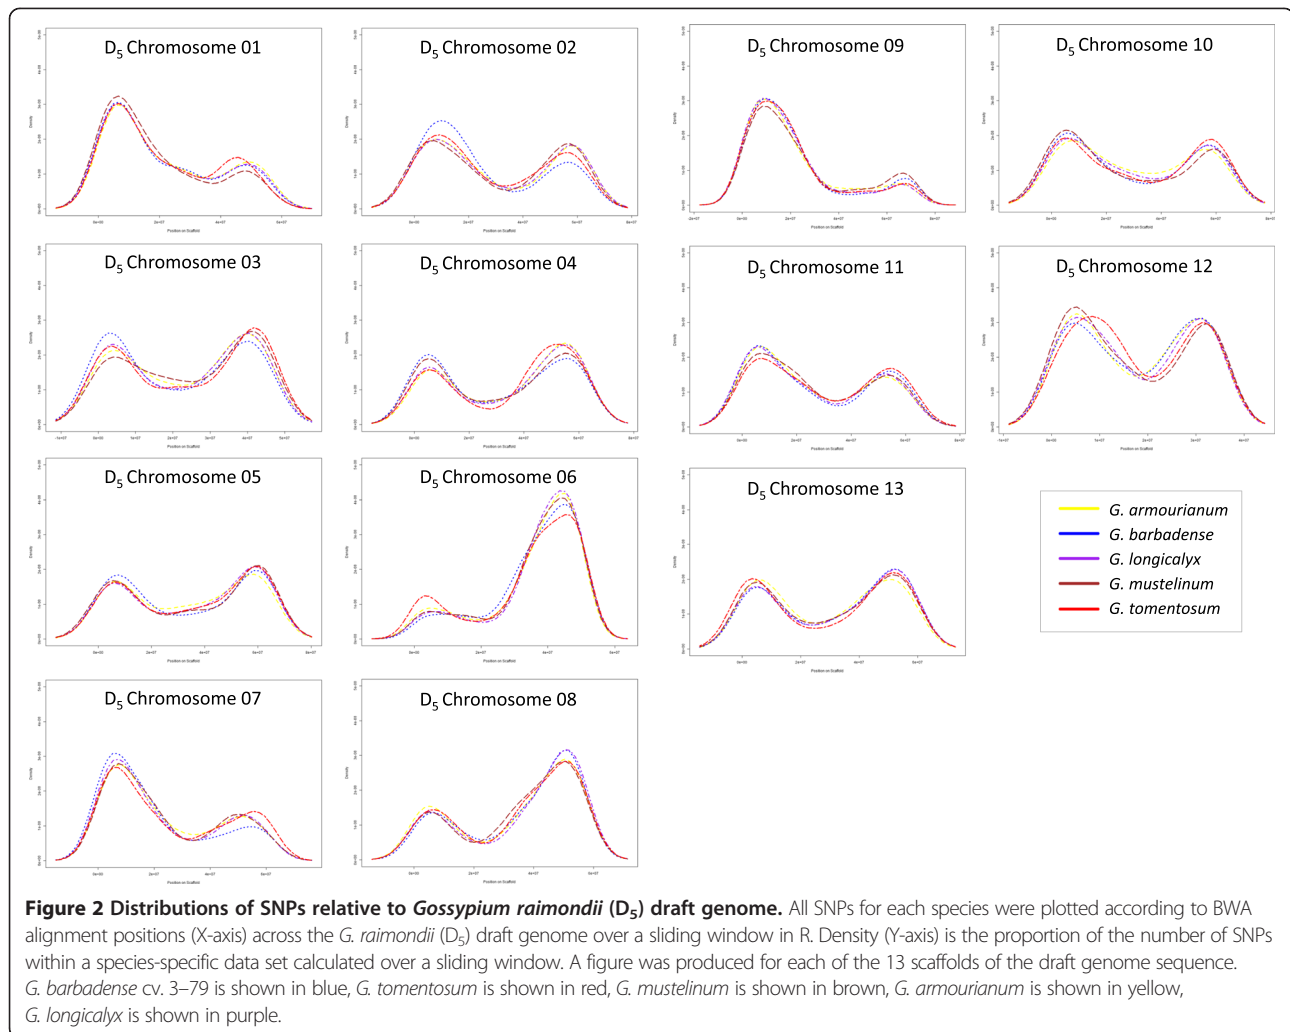 D5 Chromosome 01
D5 Chromosome 02
D5 Chromosome 09
D5 Chromosome 10
Density
Position on Scaffold
D5 Chromosome 03
D5 Chromosome 04
D5 Chromosome 11
D5 Chromosome 12
D5 Chromosome 05
D5 Chromosome 06
D5 Chromosome 13
G. armourianum
G. barbadense
G. longicalyx
G. mustelinum
G. tomentosum
D5 Chromosome 07
D5 Chromosome 08
Figure 2 Distributions of SNPs relative to Gossypium raimondii (D5) draft genome. All SNPs for each species were plotted according to BWA
alignment positions (X-axis) across the G. raimondii (D5) draft genome over a sliding window in R. Density (Y-axis) is the proportion of the number of SNPs
within a species-specific data set calculated over a sliding window. A figure was produced for each of the 13 scaffolds of the draft genome sequence.
G. barbadense cv. 3–79 is shown in blue, G. tomentosum is shown in red, G. mustelinum is shown in brown, G. armourianum is shown in yellow,
G. longicalyx is shown in purple.